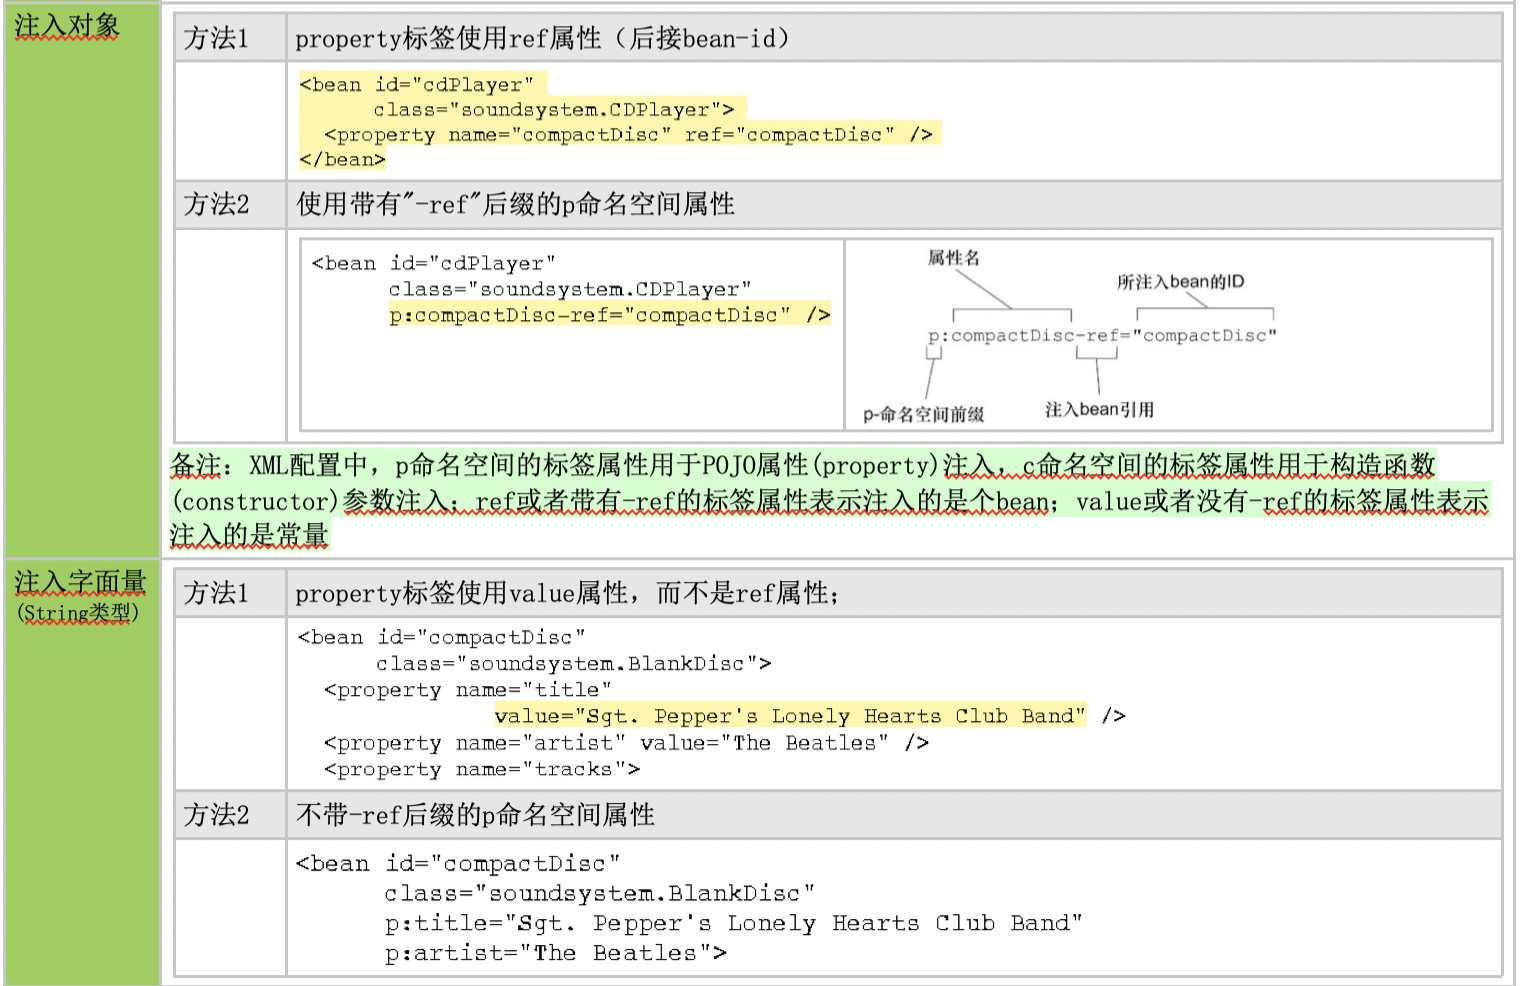 注入对象
方法1 property标签使用ref属性（后接bean-id）
<bean id="cdPlayer"
class="soundsystem.CDPlayer">
<property name="compactDisc" ref="compactDisc" />
</bean>
方法2 使用带有"-ref"后缀的p命名空间属性
<bean id="cdPlayer"
class="soundsystem.CDPlayer"
p:compactDisc-ref="compactDisc" />
属性名
所注入bean的ID
p:compactDisc-ref="compactDisc"
p-命名空间前缀
注入bean引用
备注：XML配置中，p命名空间的标签属性用于POJO属性(property)注入，c命名空间的标签属性用于构造函数
(constructor)参数注入；ref或者带有-ref的标签属性表示注入的是个bean；value或者没有-ref的标签属性表示
注入的是常量
注入字面量
(String类型)
方法1 property标签使用value属性，而不是ref属性；
<bean id="compactDisc"
class="soundsystem.BlankDisc">
<property name="title"
value="Sgt. Pepper's Lonely Hearts Club Band" />
<property name="artist" value="The Beatles" />
<property name="tracks">
方法2 不带-ref后缀的p命名空间属性
<bean id="compactDisc"
class="soundsystem.BlankDisc"
p:title="Sgt. Pepper's Lonely Hearts Club Band"
p:artist="The Beatles">